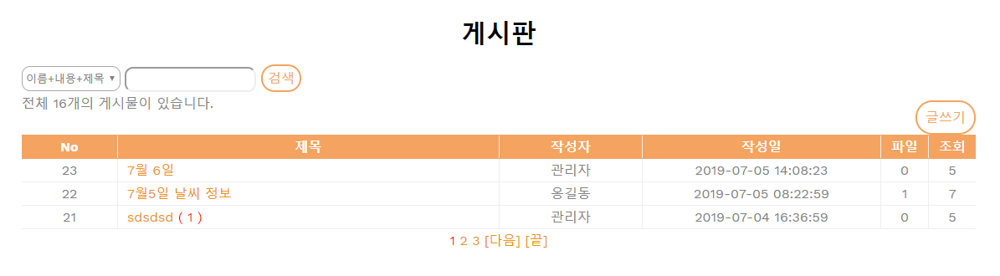 게시판
이름+내용+제목 ▼ 검색
전체 16개의 게시물이 있습니다.
글쓰기
No 제목 작성자 작성일 파일 조회
23 7월 6일 관리자 2019-07-05 14:08:23 0 5
22 7월5일 날씨 정보 옹길동 2019-07-05 08:22:59 1 7
21 sdsdsd ( 1 ) 관리자 2019-07-04 16:36:59 0 5
1 2 3 [다음] [끝]